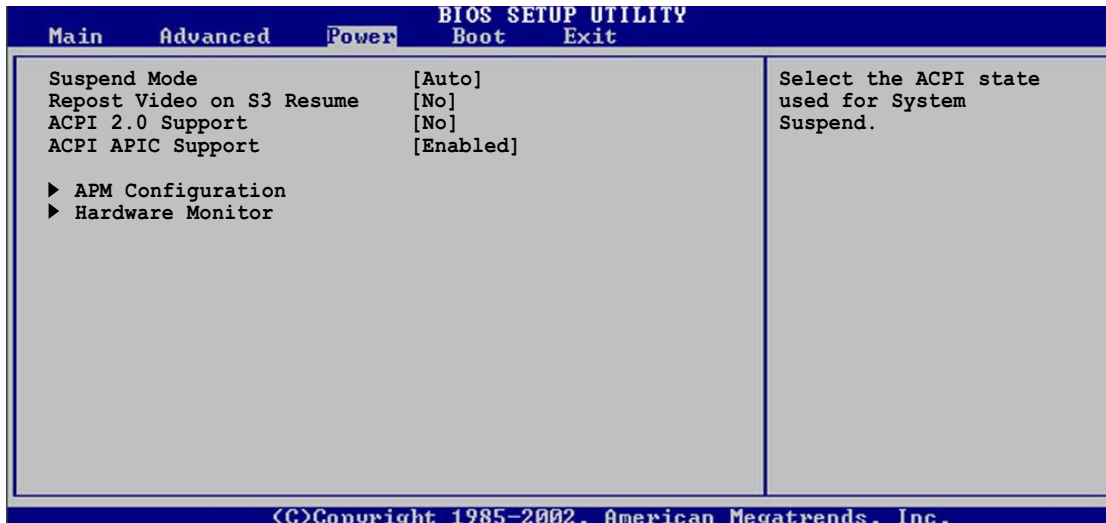 BIOS SETUP UTILITY
Main Advanced Power Boot Exit
Suspend Mode [Auto]
Repost Video on S3 Resume [No]
ACPI 2.0 Support [No]
ACPI APIC Support [Enabled]
APM Configuration
Hardware Monitor
Select the ACPI state
used for System
Suspend.
(C)Copyright 1985-2002, American Megatrends, Inc.